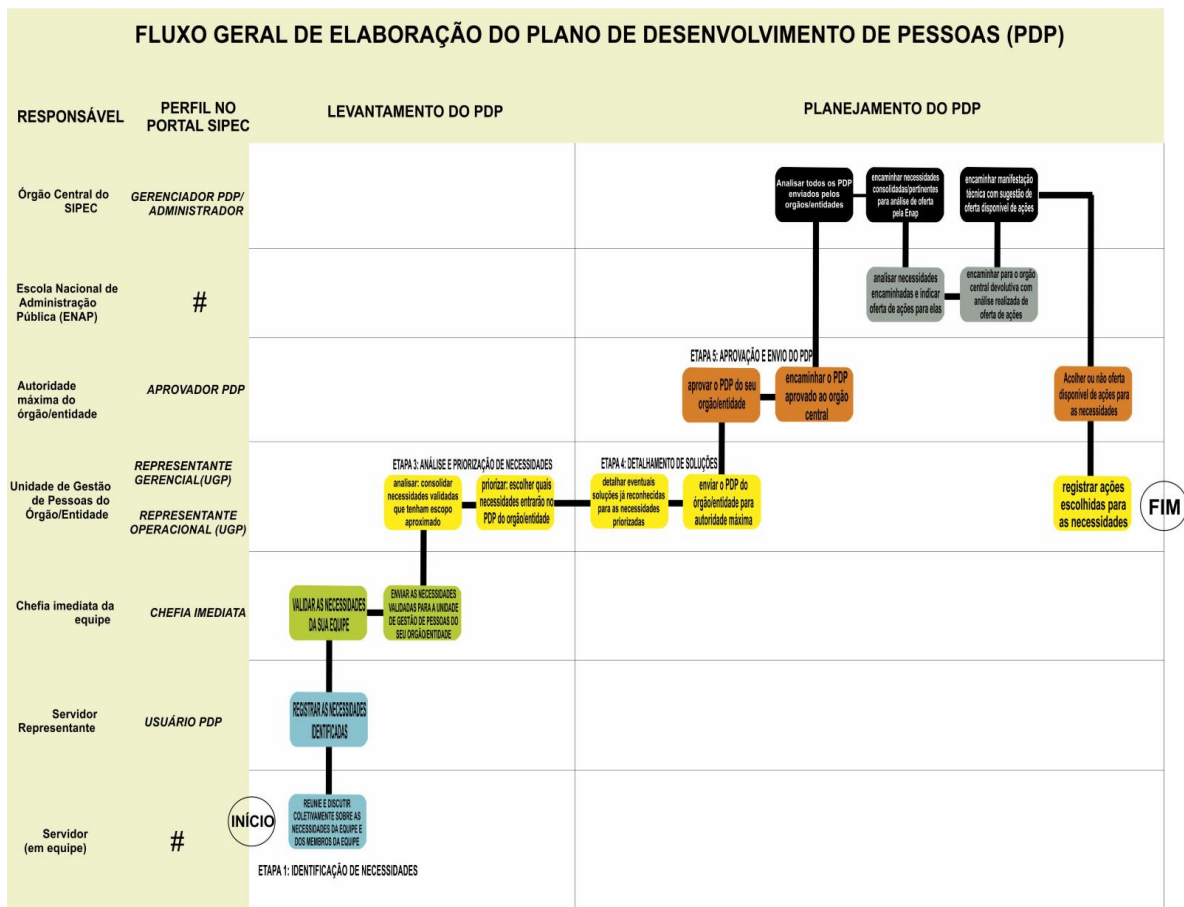 FLUXO GERAL DE ELABORAÇÃO DO PLANO DE DESENVOLVIMENTO DE PESSOAS (PDP)
RESPONSÁVEL
PERFIL NO
PORTAL SIPEC
LEVANTAMENTO DO PDP
PLANEJAMENTO DO PDP
Órgão Central do
SIPEC
GERENCIADOR PDP/
ADMINISTRADOR
Analisar todos os PDP
enviados pelos
orgãos/entidades
encaminhar necessidades
consolidadas/pertinentes
para análise de oferta
pela Enap
encaminhar manifestação
técnica com sugestão de
oferta disponível de ações
Escola Nacional de
Administração
Pública (ENAP)
#
analisar necessidades
encaminhadas e indicar
oferta de ações para elas
encaminhar para o orgão
central devolutiva com
análise realizada de
oferta de ações
Autoridade
máxima do
órgão/entidade
APROVADOR PDP
ETAPA 5: APROVAÇÃO E ENVIO DO PDP
aprovar o PDP do seu
orgão/entidade
encaminhar o PDP
aprovado ao orgão
central
Acolher ou não oferta
disponível de ações para
as necessidades
Unidade de Gestão
de Pessoas do
Órgão/Entidade
REPRESENTANTE
GERENCIAL(UGP)
REPRESENTANTE
OPERACIONAL (UGP)
ETAPA 3: ANÁLISE E PRIORIZAÇÃO DE NECESSIDADES
analisar: consolidar
necessidades validadas
que tenham escopo
aproximado
priorizar: escolher quais
necessidades entrarão no
PDP do orgão/entidade
ETAPA 4: DETALHAMENTO DE SOLUÇÕES
detalhar eventuais
soluções já reconhecidas
para as necessidades
priorizadas
enviar o PDP do
órgão/entidade para
autoridade máxima
registrar ações
escolhidas para
as necessidades
FIM
Chefia imediata da
equipe
CHEFIA IMEDIATA
VALIDAR AS NECESSIDADES
DA SUA EQUIPE
ENVIAR AS NECESSIDADES
VALIDADAS PARA A UNIDADE
DE GESTÃO DE PESSOAS DO
SEU ORGÃO/ENTIDADE
Servidor
Representante
USUÁRIO PDP
REGISTRAR AS NECESSIDADES
IDENTIFICADAS
Servidor
(em equipe)
#
INÍCIO
REUNIE E DISCUTIR
COLETIVAMENTE SOBRE AS
NECESSIDADES DA EQUIPE E
DOS MEMBROS DA EQUIPE
ETAPA 1: IDENTIFICAÇÃO DE NECESSIDADES